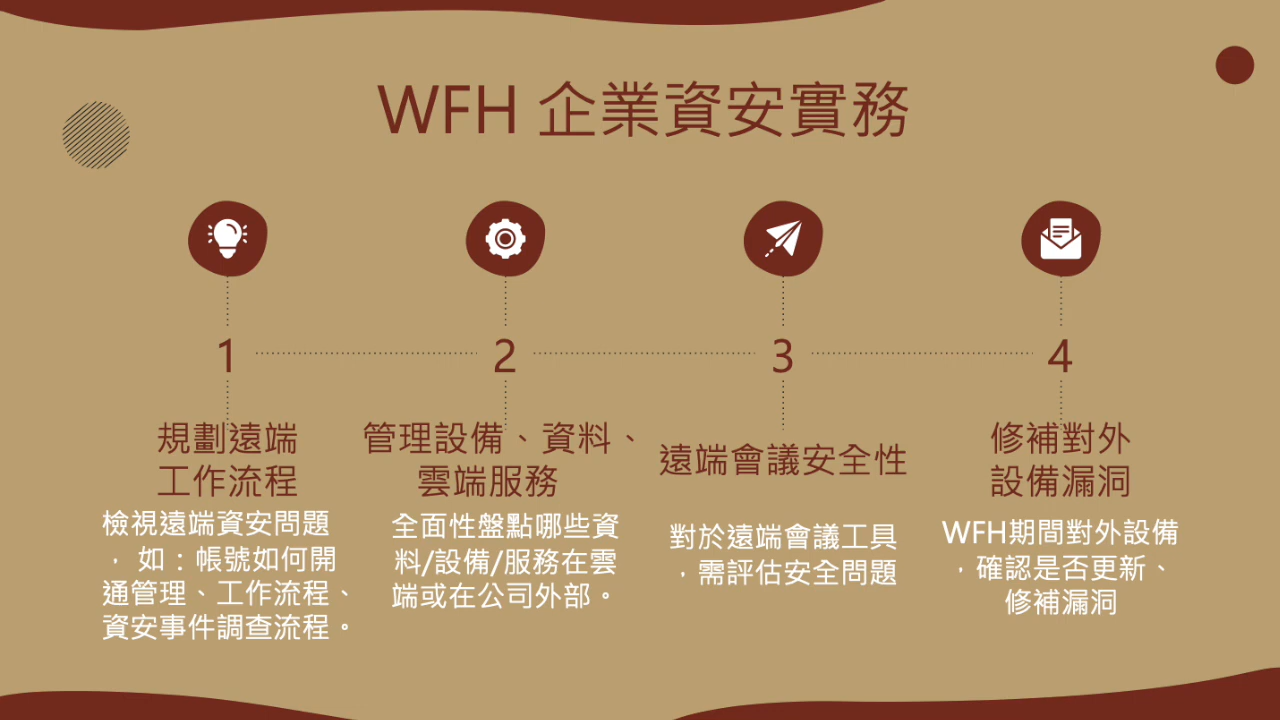 WFH 企業資安實務
1
2
3
4
規劃遠端
工作流程
檢視遠端資安問題
，如：帳號如何開
通管理、工作流程、
資安事件調查流程。
管理設備、資料、
雲端服務
全面性盤點哪些資
料/設備/服務在雲
端或在公司外部。
遠端會議安全性
對於遠端會議工具
，需評估安全問題
修補對外
設備漏洞
WFH期間對外設備
，確認是否更新、
修補漏洞